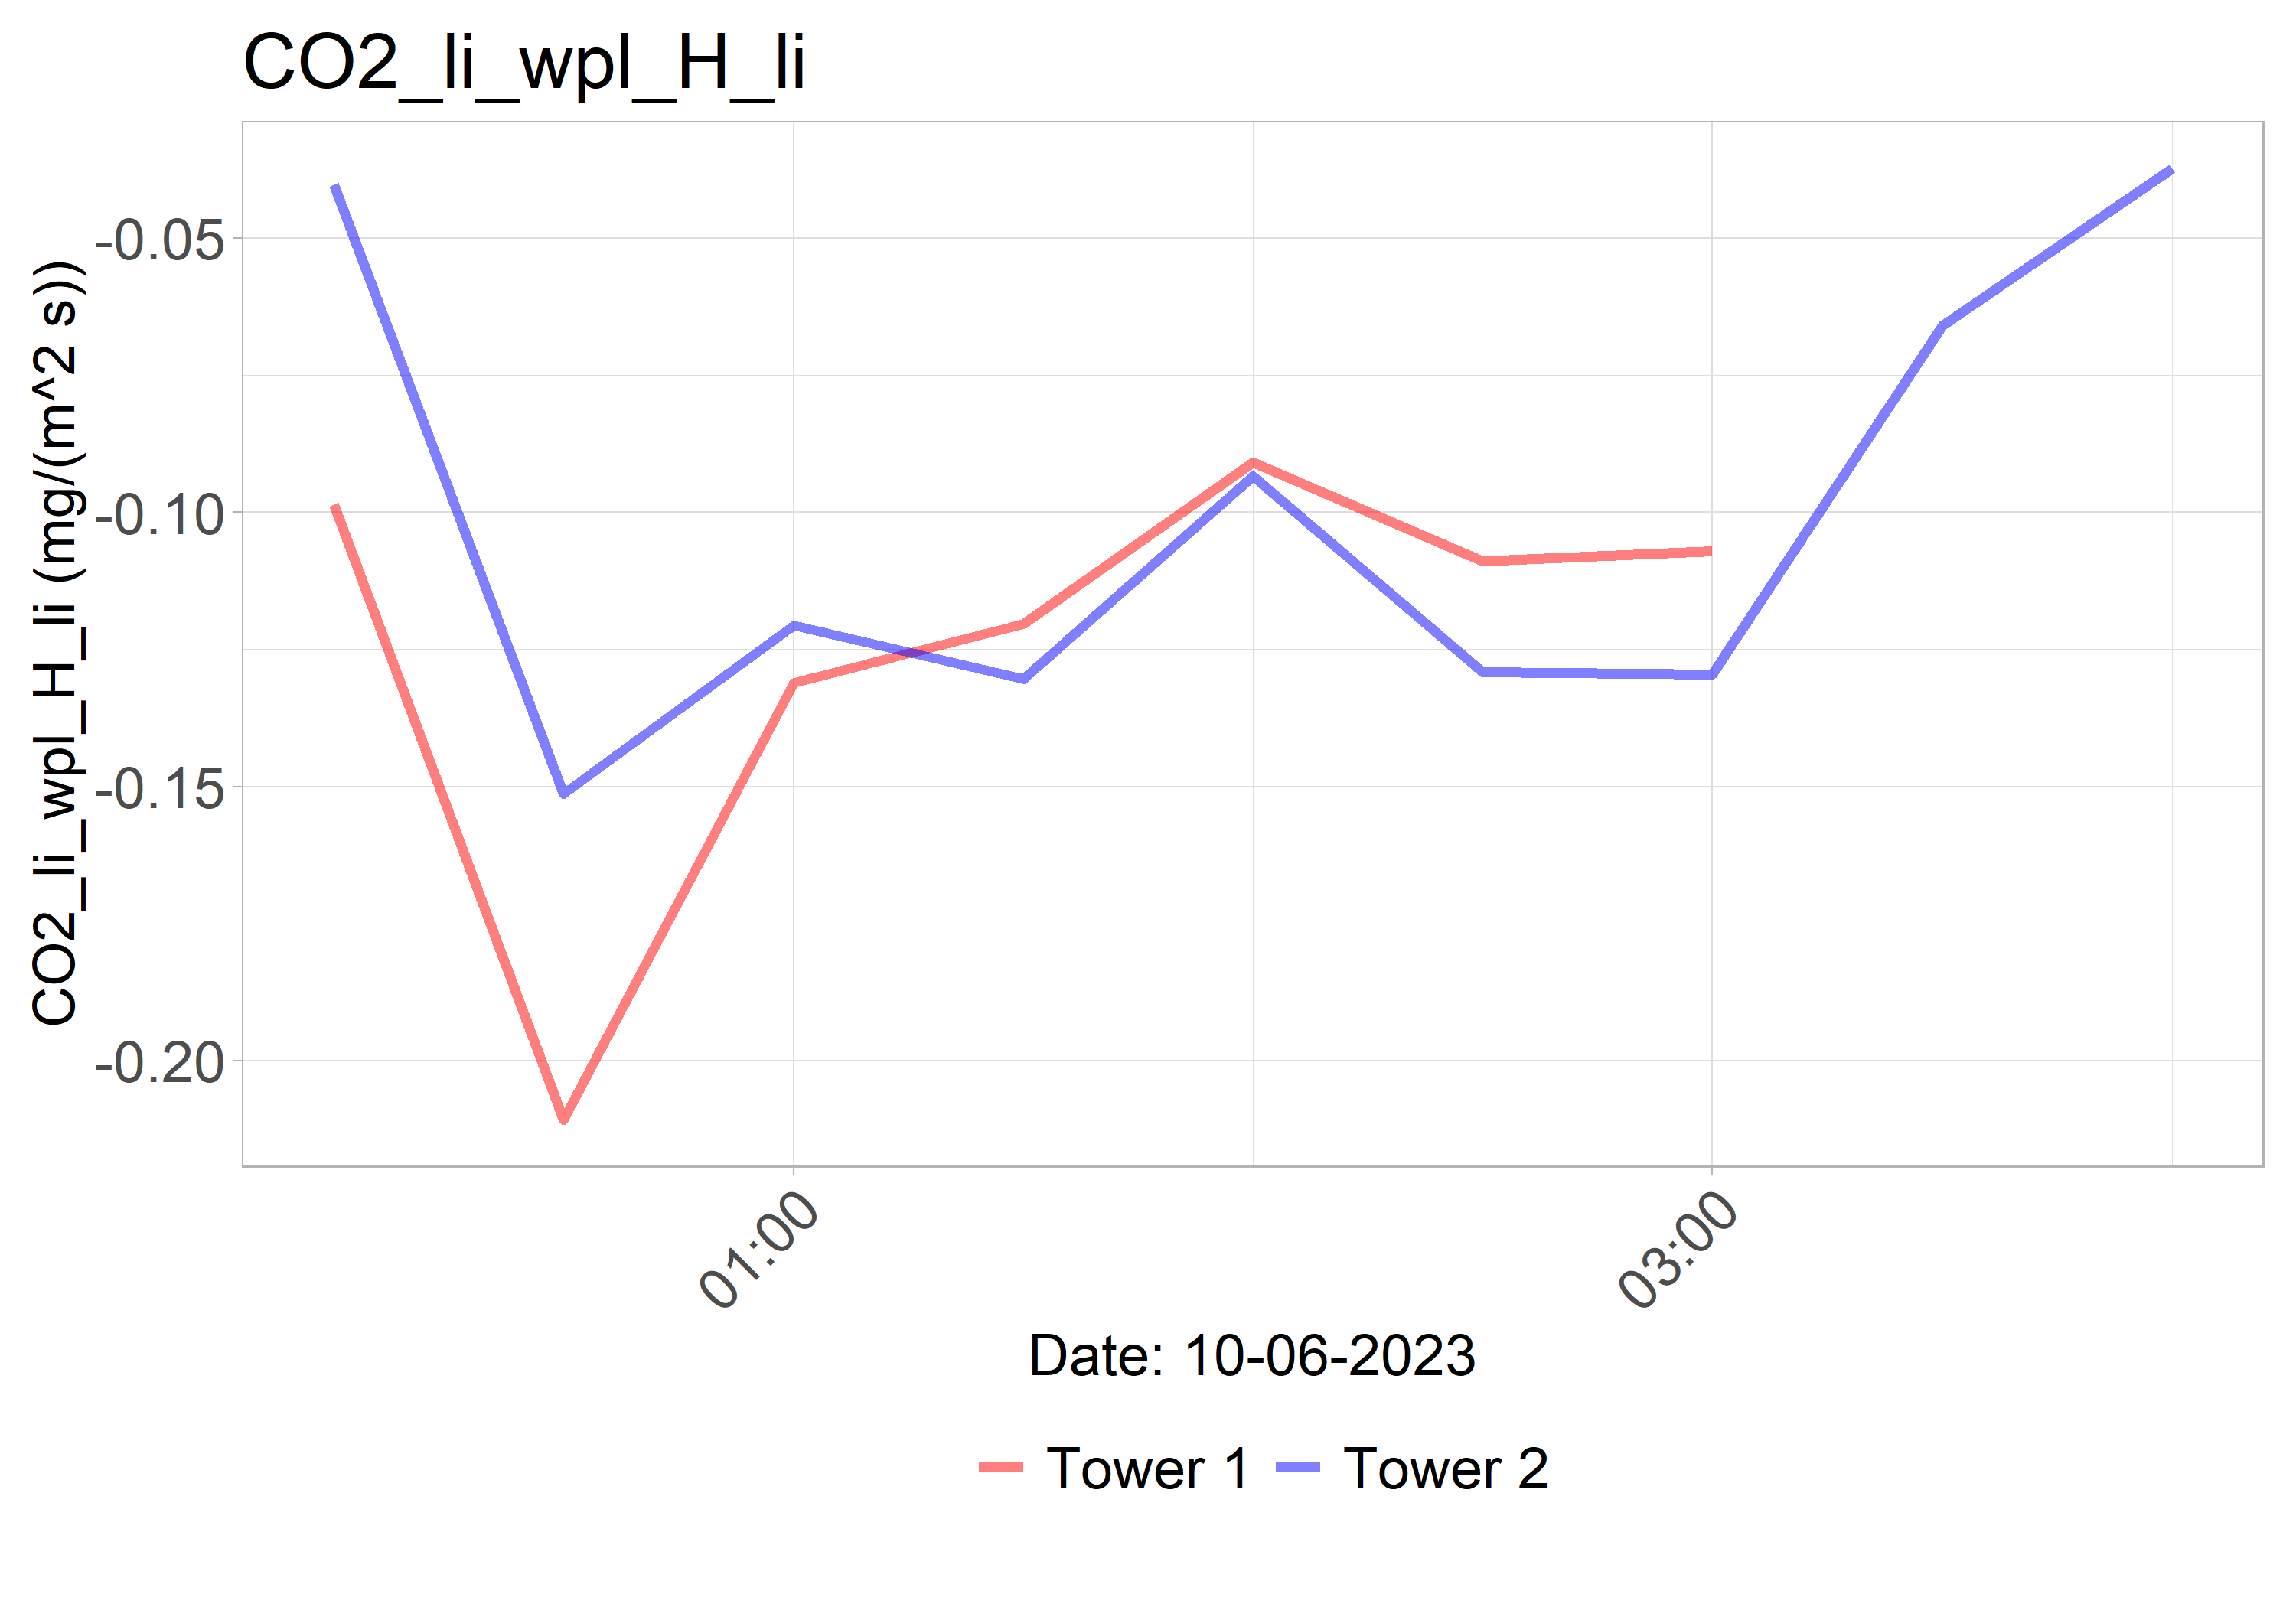 CO2_li_wpl_H_li
CO2_li_wpl_H_li (mg/(m^2 s))
-0.05
-0.10
-0.15
-0.20
01:00
03:00
Date: 10-06-2023
Tower 1
Tower 2